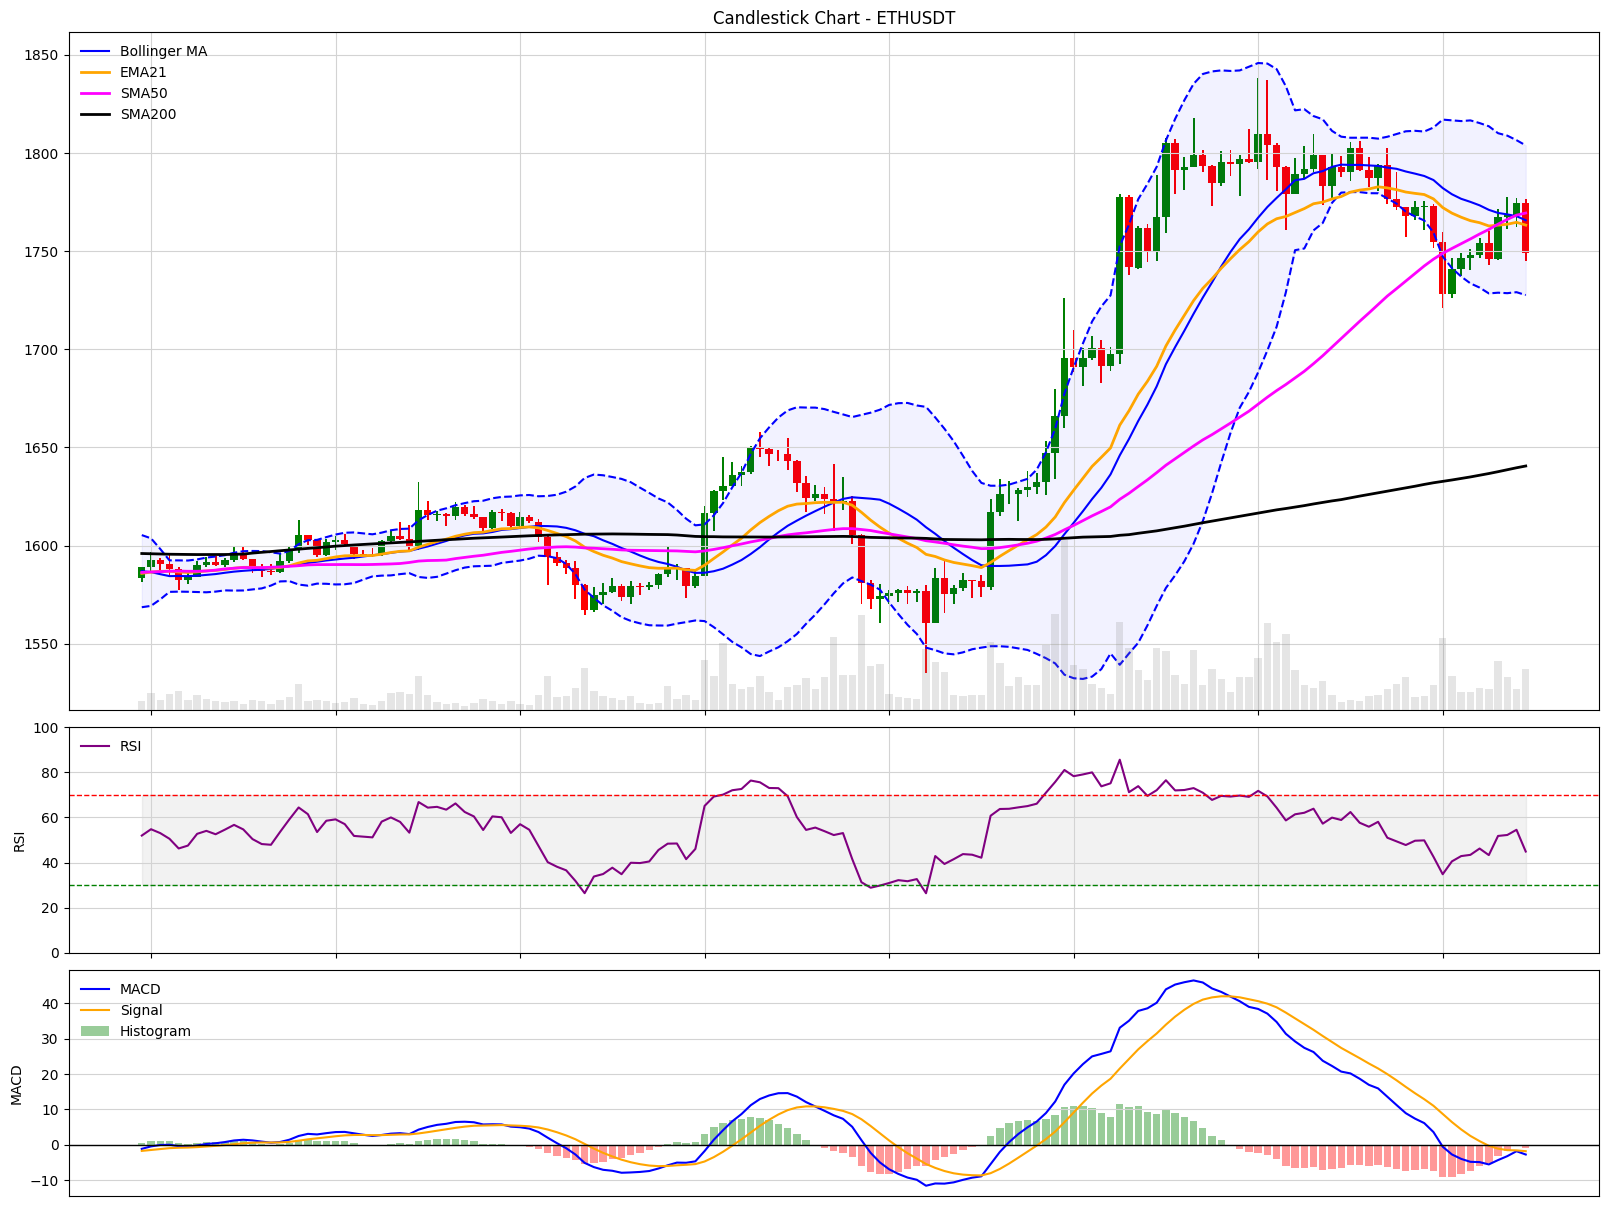 Candlestick Chart - ETHUSDT
1850
1800
1750
1700
1650
1600
1550
Bollinger MA
EMA21
SMA50
SMA200
100
80
60
40
20
0
RSI
RSI
40
30
20
10
0
−10
MACD
MACD
Signal
Histogram